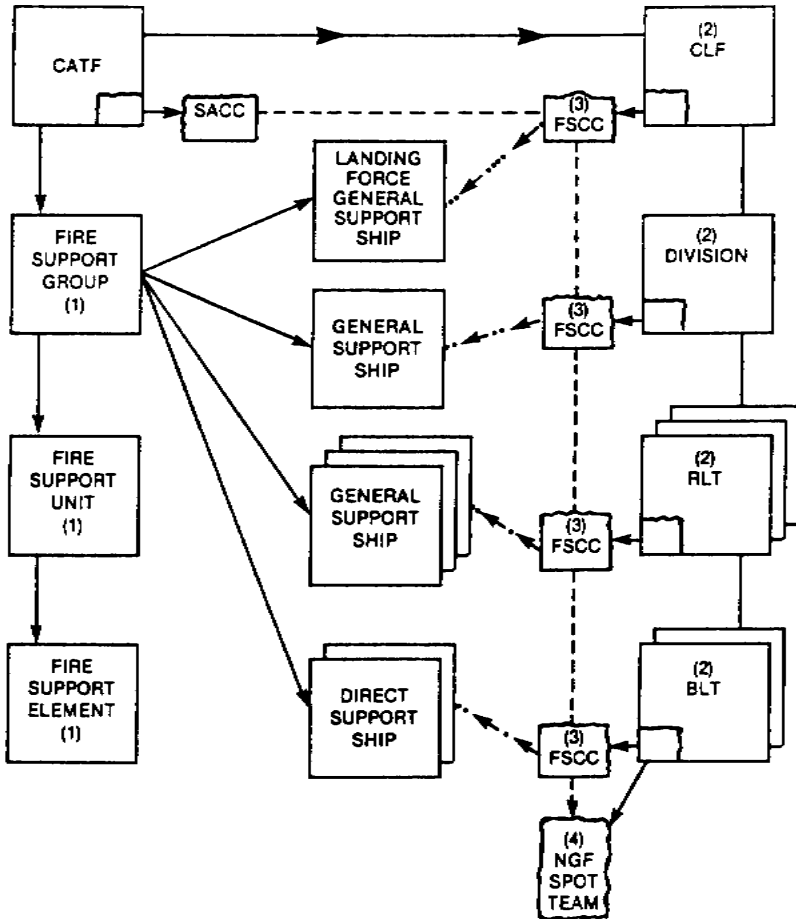 CATF
(2)
CLF
SACC
(3)
FSCC
LANDING
FORCE
GENERAL
SUPPORT
SHIP
FIRE
SUPPORT
GROUP
(1)
(2)
DIVISION
GENERAL
SUPPORT
SHIP
(3)
FSCC
FIRE
SUPPORT
UNIT
(1)
GENERAL
SUPPORT
SHIP
(3)
FSCC
(2)
RLT
FIRE
SUPPORT
ELEMENT
(1)
DIRECT
SUPPORT
SHIP
(3)
FSCC
(2)
BLT
(4)
NGF
SPOT
TEAM